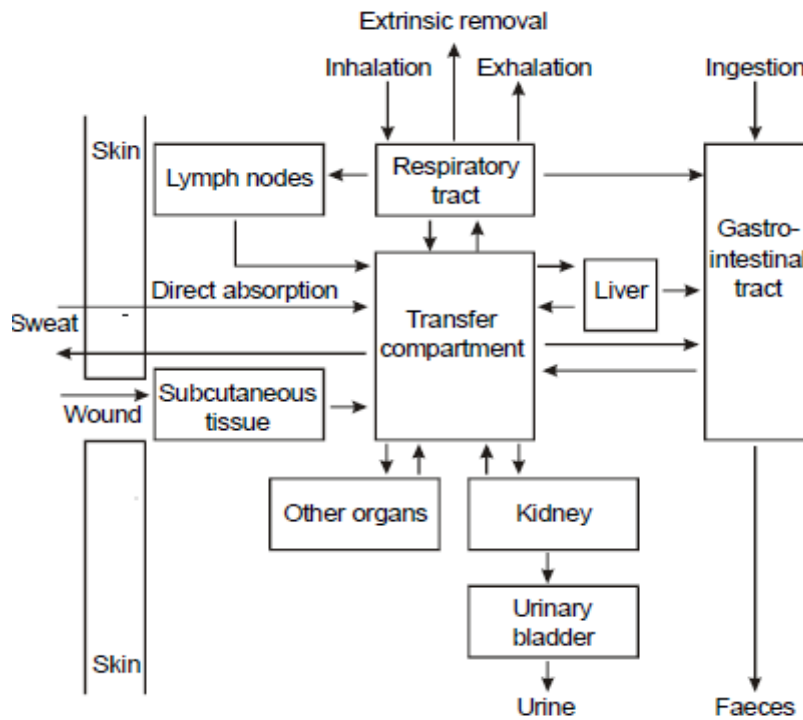 Extrinsic removal
Inhalation
Exhalation
Ingestion
Skin
Lymph nodes
Respiratory
tract
Gastro-
intestinal
tract
Direct absorption
Liver
Sweat
Transfer
compartment
Subcutaneous
tissue
Wound
Other organs
Kidney
Urinary
bladder
Skin
Urine
Faeces